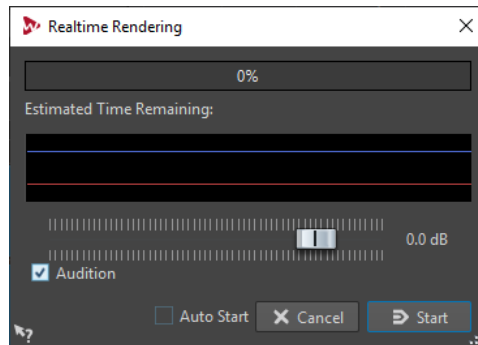 Realtime Rendering
0%
Estimated Time Remaining:
0.0 dB
Audition
Auto Start
Cancel
Start
?